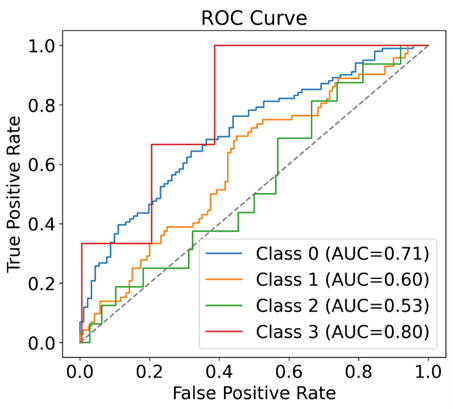 ROC Curve
True Positive Rate
1.0
0.8
0.6
0.4
0.2
0.0
Class 0 (AUC=0.71)
Class 1 (AUC=0.60)
Class 2 (AUC=0.53)
Class 3 (AUC=0.80)
0.0 0.2 0.4 0.6 0.8 1.0
False Positive Rate